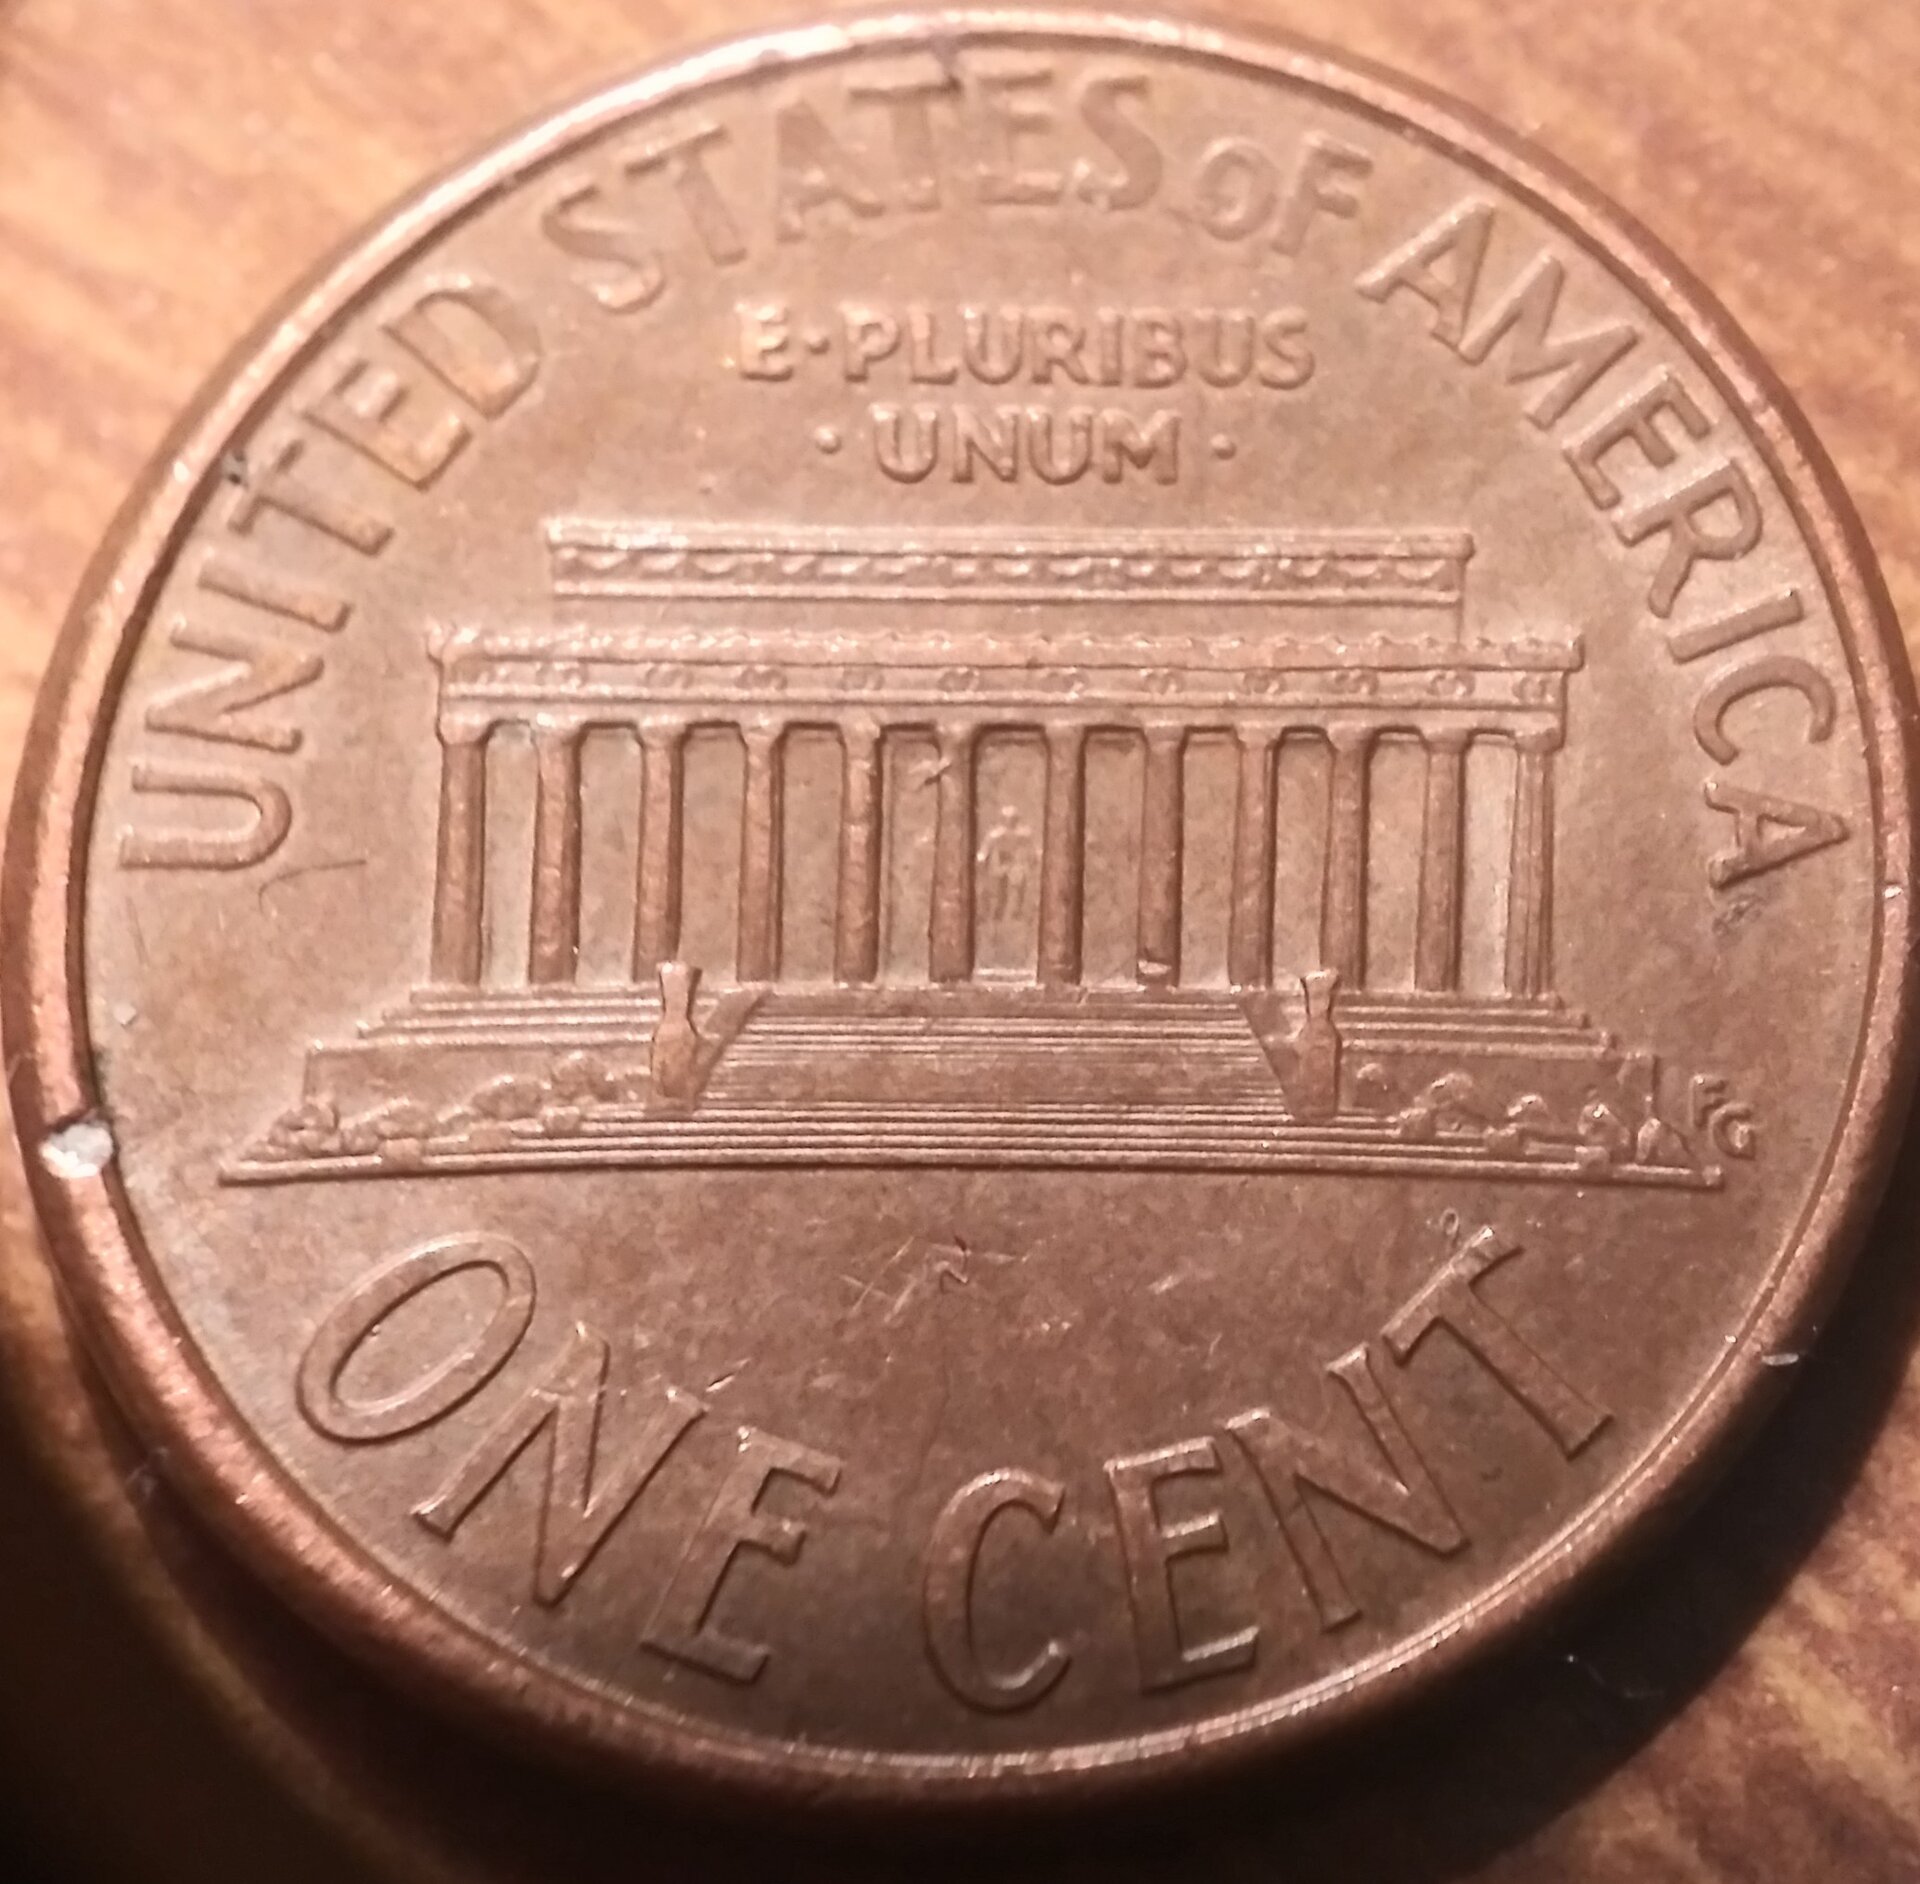 UNITED STATES OF AMERICA
E·PLURIBUS
·UNUM·
FG
ONE CENT